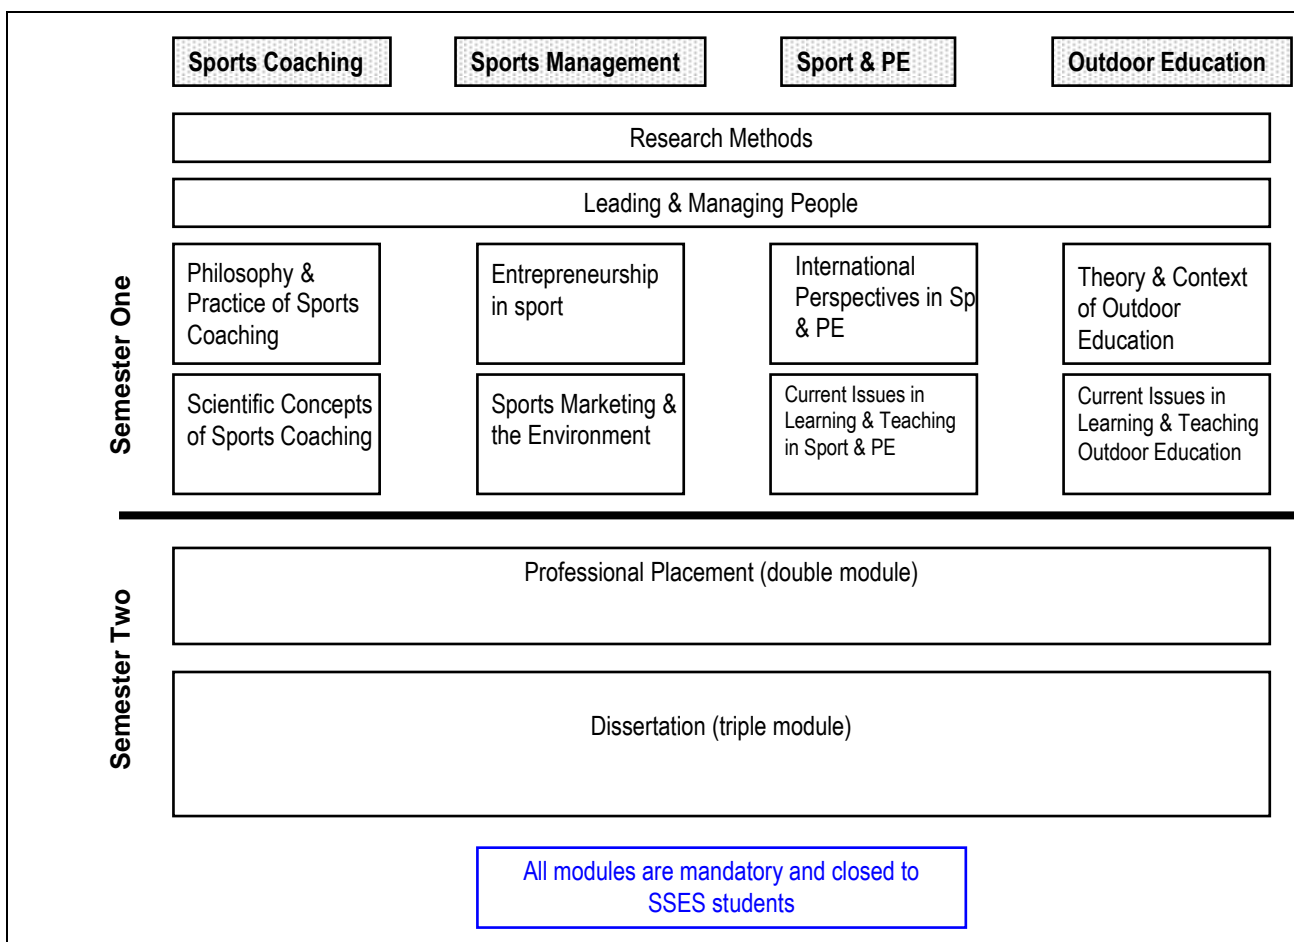 Sports Coaching
Sports Management
Sport & PE
Outdoor Education
Research Methods
Leading & Managing People
Semester One
Philosophy &
Practice of Sports
Coaching
Entrepreneurship
in sport
International
Perspectives in Sp
& PE
Theory & Context
of Outdoor
Education
Scientific Concepts
of Sports Coaching
Sports Marketing &
the Environment
Current Issues in
Learning & Teaching
in Sport & PE
Current Issues in
Learning & Teaching
Outdoor Education
Semester Two
Professional Placement (double module)
Dissertation (triple module)
All modules are mandatory and closed to
SSES students